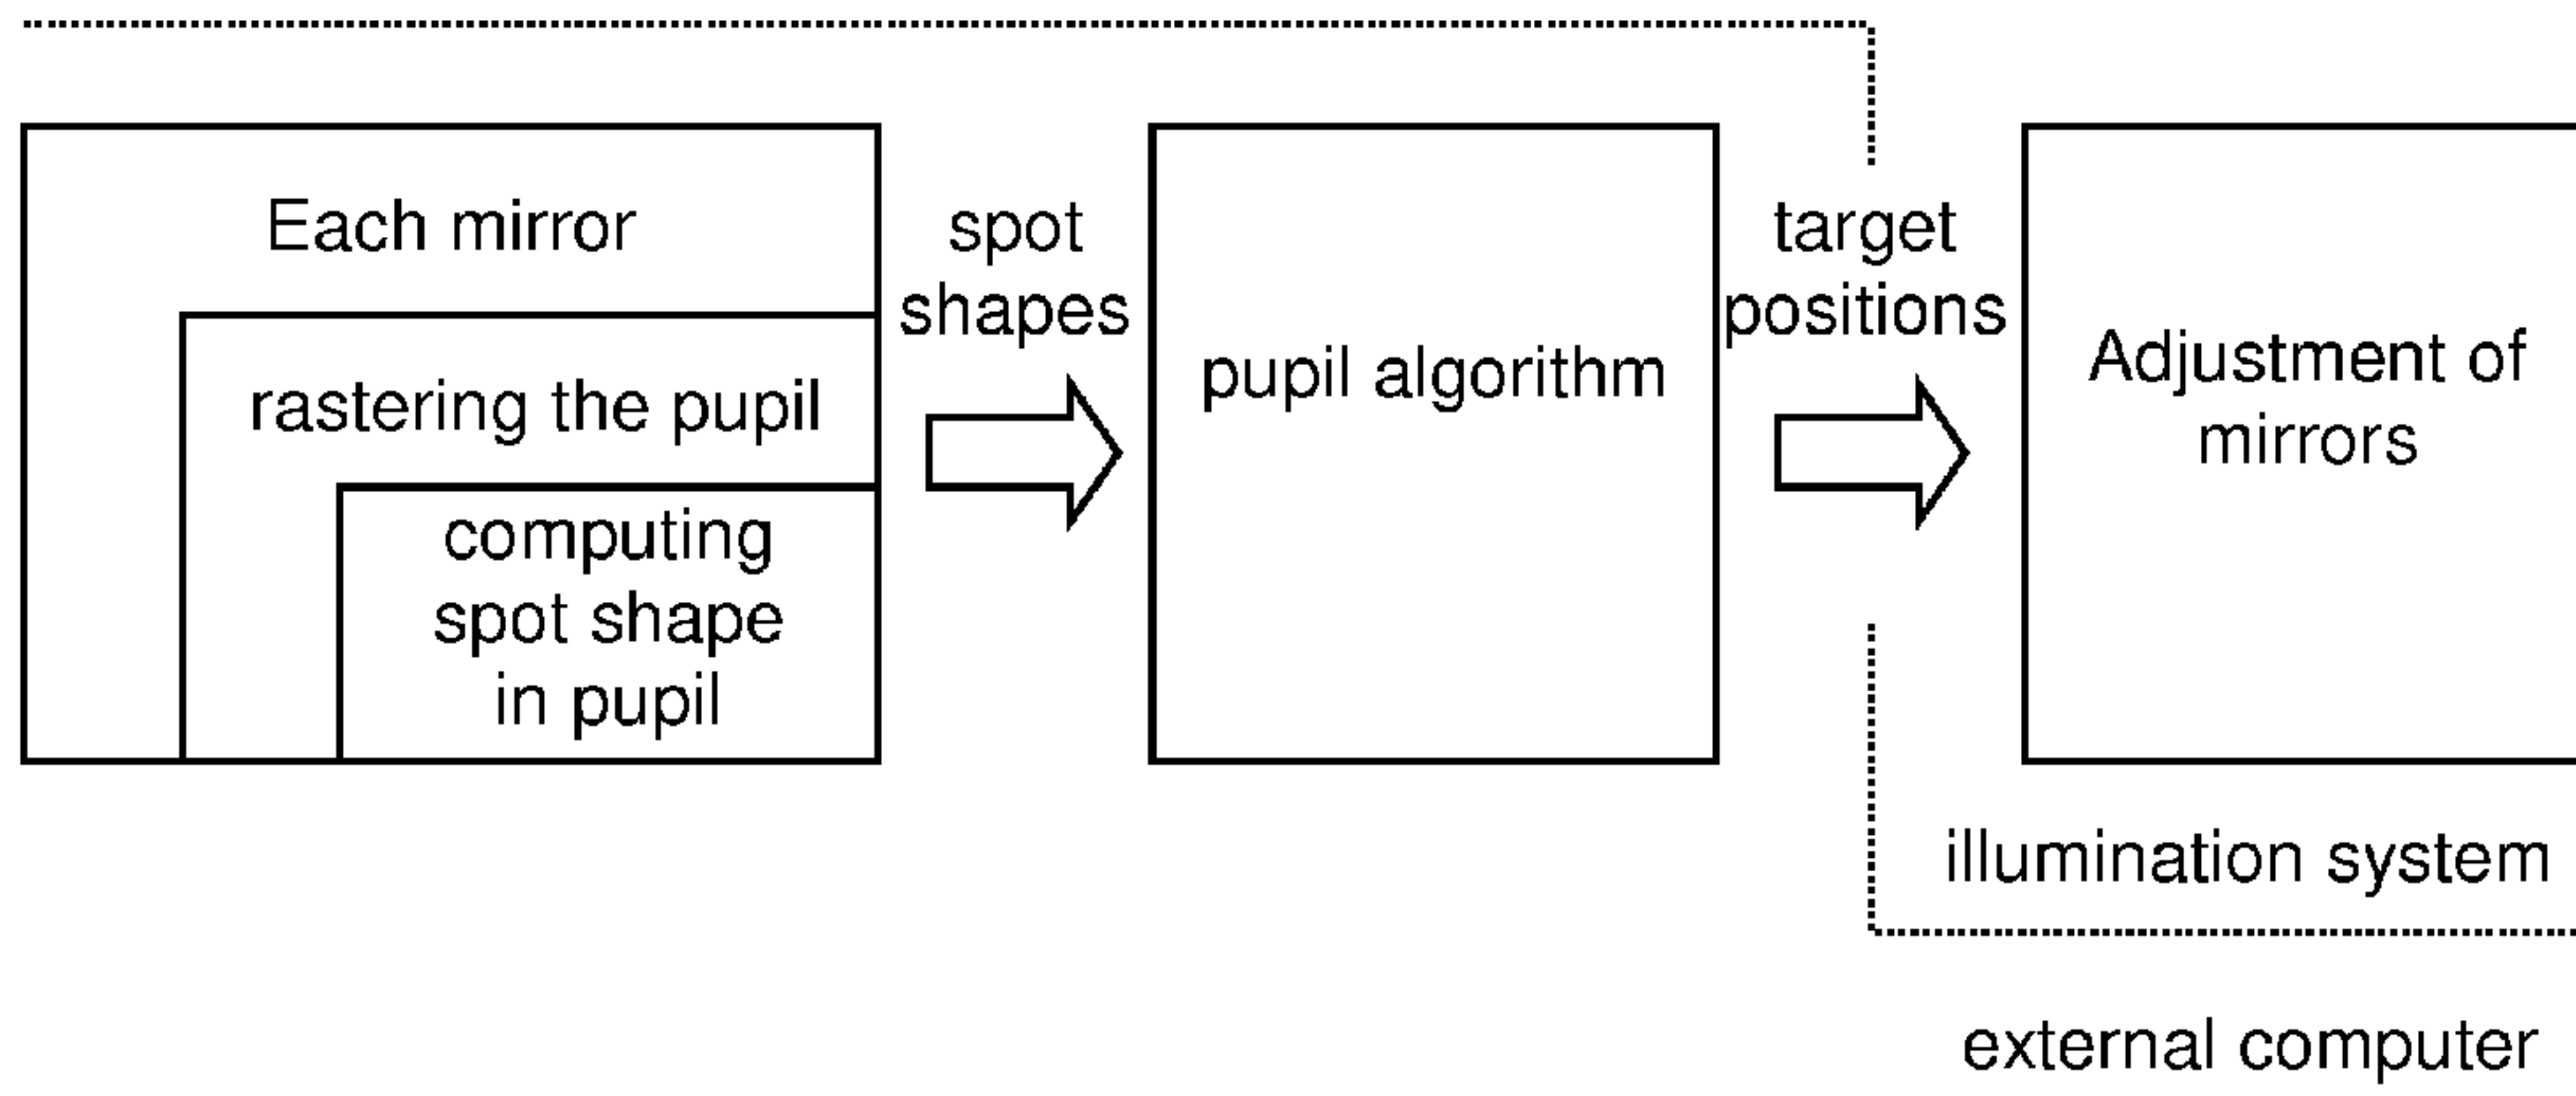 Each mirror
rastering the pupil
computing
spot shape
in pupil
spot
shapes
pupil algorithm
target
positions
Adjustment of
mirrors
illumination system
external computer